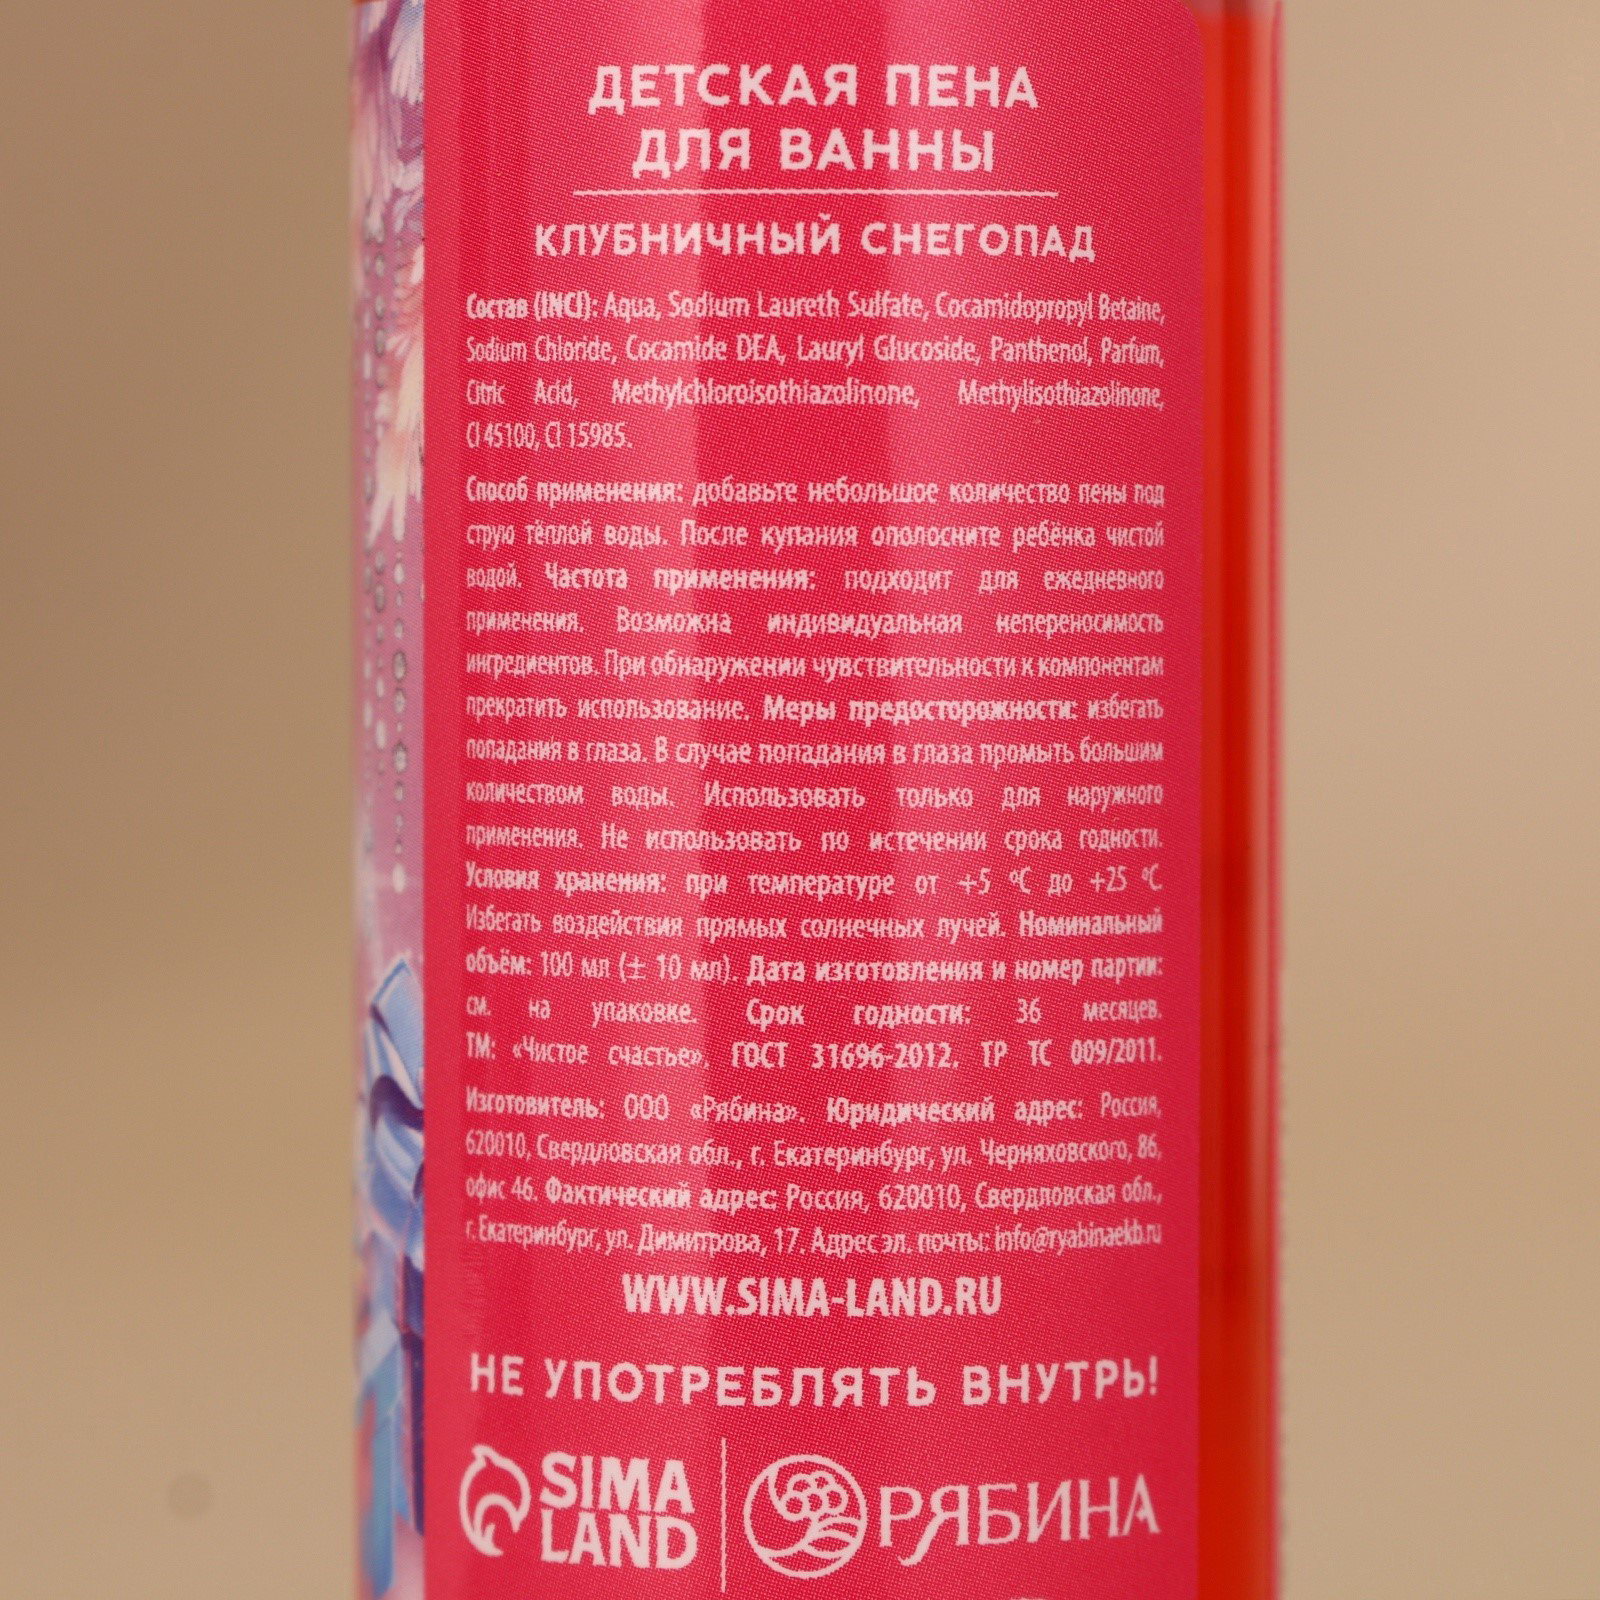 ДЕТСКАЯ ПЕНА
ДЛЯ ВАННЫ
КЛУБНИЧНЫЙ СНЕГОПАД
Состав (INCI): Aqua, Sodium Laureth Sulfate, Cocamidopropyl Betaine,
Sodium Chloride, Cocamide DEA, Lauryl Glucoside, Panthenol, Parfum,
Citric Acid, Methylchloroisothiazolinone, Methylisothiazolinone,
CI 45100, CI 15985.
Способ применения: добавьте небольшое количество пены под
струю тёплой воды. После купания ополосните ребёнка чистой
водой. Частота применения: подходит для ежедневного
применения. Возможна индивидуальная непереносимость
ингредиентов. При обнаружении чувствительности к компонентам
прекратить использование. Меры предосторожности: избегать
попадания в глаза. В случае попадания в глаза промыть большим
количеством воды. Использовать только для наружного
применения. Не использовать по истечении срока годности.
Условия хранения: при температуре от +5 ºС до +25 ºС.
Избегать воздействия прямых солнечных лучей. Номинальный
объём: 100 мл (± 10 мл). Дата изготовления и номер партии:
см. на упаковке. Срок годности: 36 месяцев.
ТМ: «Чистое счастье», ГОСТ 31696-2012, ТР ТС 009/2011.
Изготовитель: ООО «Рябина». Юридический адрес: Россия,
620010, Свердловская обл., г. Екатеринбург, ул. Черняховского, 86,
офис 46. Фактический адрес: Россия, 620010, Свердловская обл.,
г. Екатеринбург, ул. Димитрова, 17. Адрес эл. почты: info@ryabinaekb.ru
WWW.SIMA-LAND.RU
НЕ УПОТРЕБЛЯТЬ ВНУТРЬ!
SIMA
LAND
РЯБИНА